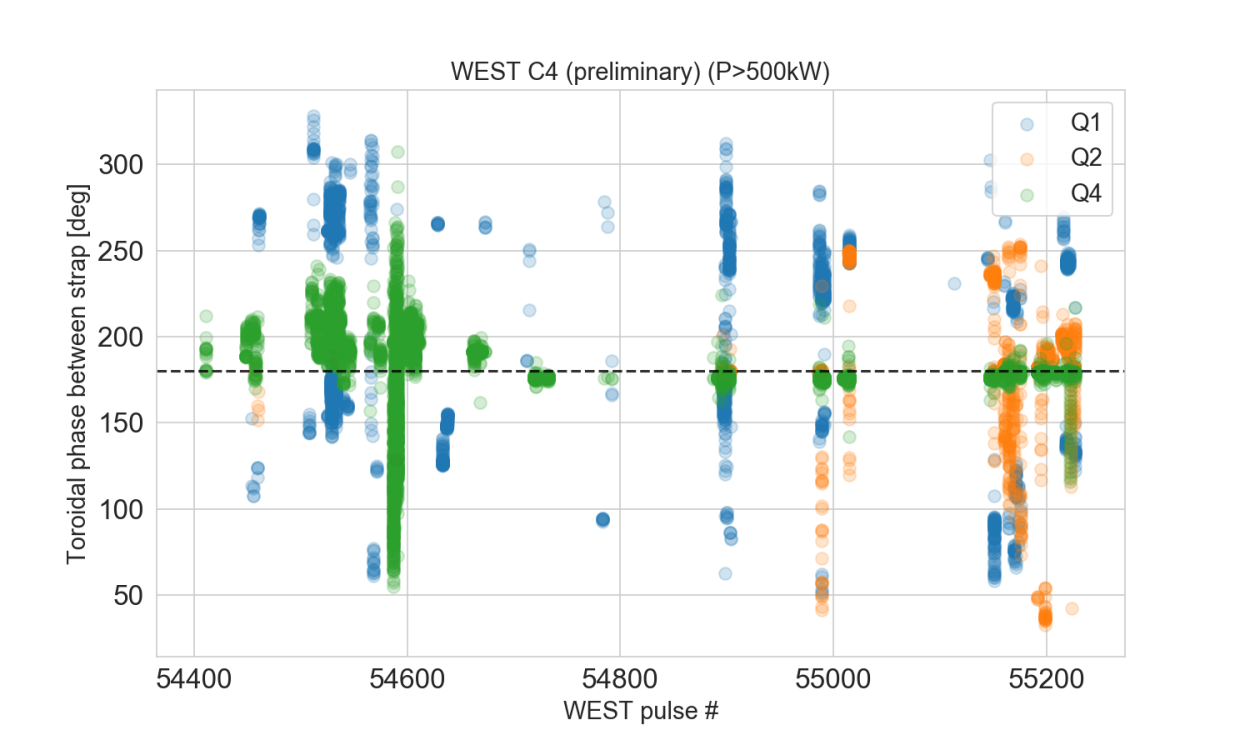 WEST C4 (preliminary) (P>500kW)
Toroidal phase between strap [deg]
300
250
200
150
100
50
Q1
Q2
Q4
54400 54600 54800 55000 55200
WEST pulse #